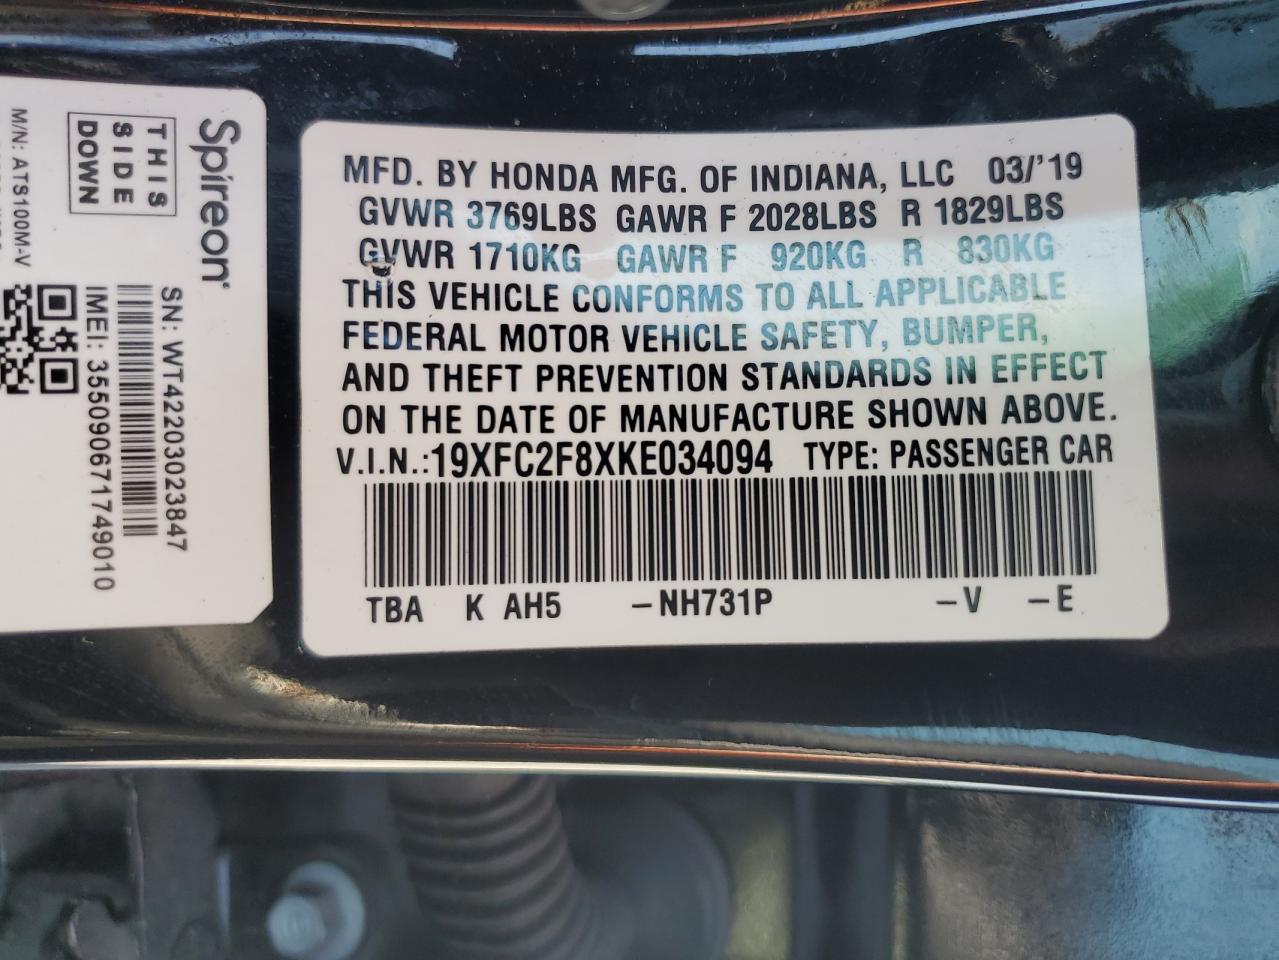 Spireon
THIS
SIDE
DOWN
M/N: ATS100M-V
SN: WT42203023847
IMEI: 355090671749010
MFD. BY HONDA MFG. OF INDIANA, LLC 03/'19
GVWR 3769LBS GAWR F 2028LBS R 1829LBS
GVWR 1710KG GAWR F 920KG R 830KG
THIS VEHICLE CONFORMS TO ALL APPLICABLE
FEDERAL MOTOR VEHICLE SAFETY, BUMPER,
AND THEFT PREVENTION STANDARDS IN EFFECT
ON THE DATE OF MANUFACTURE SHOWN ABOVE.
V.I.N.:19XFC2F8XKE034094 TYPE: PASSENGER CAR
TBA K AH5 –NH731P –V –E